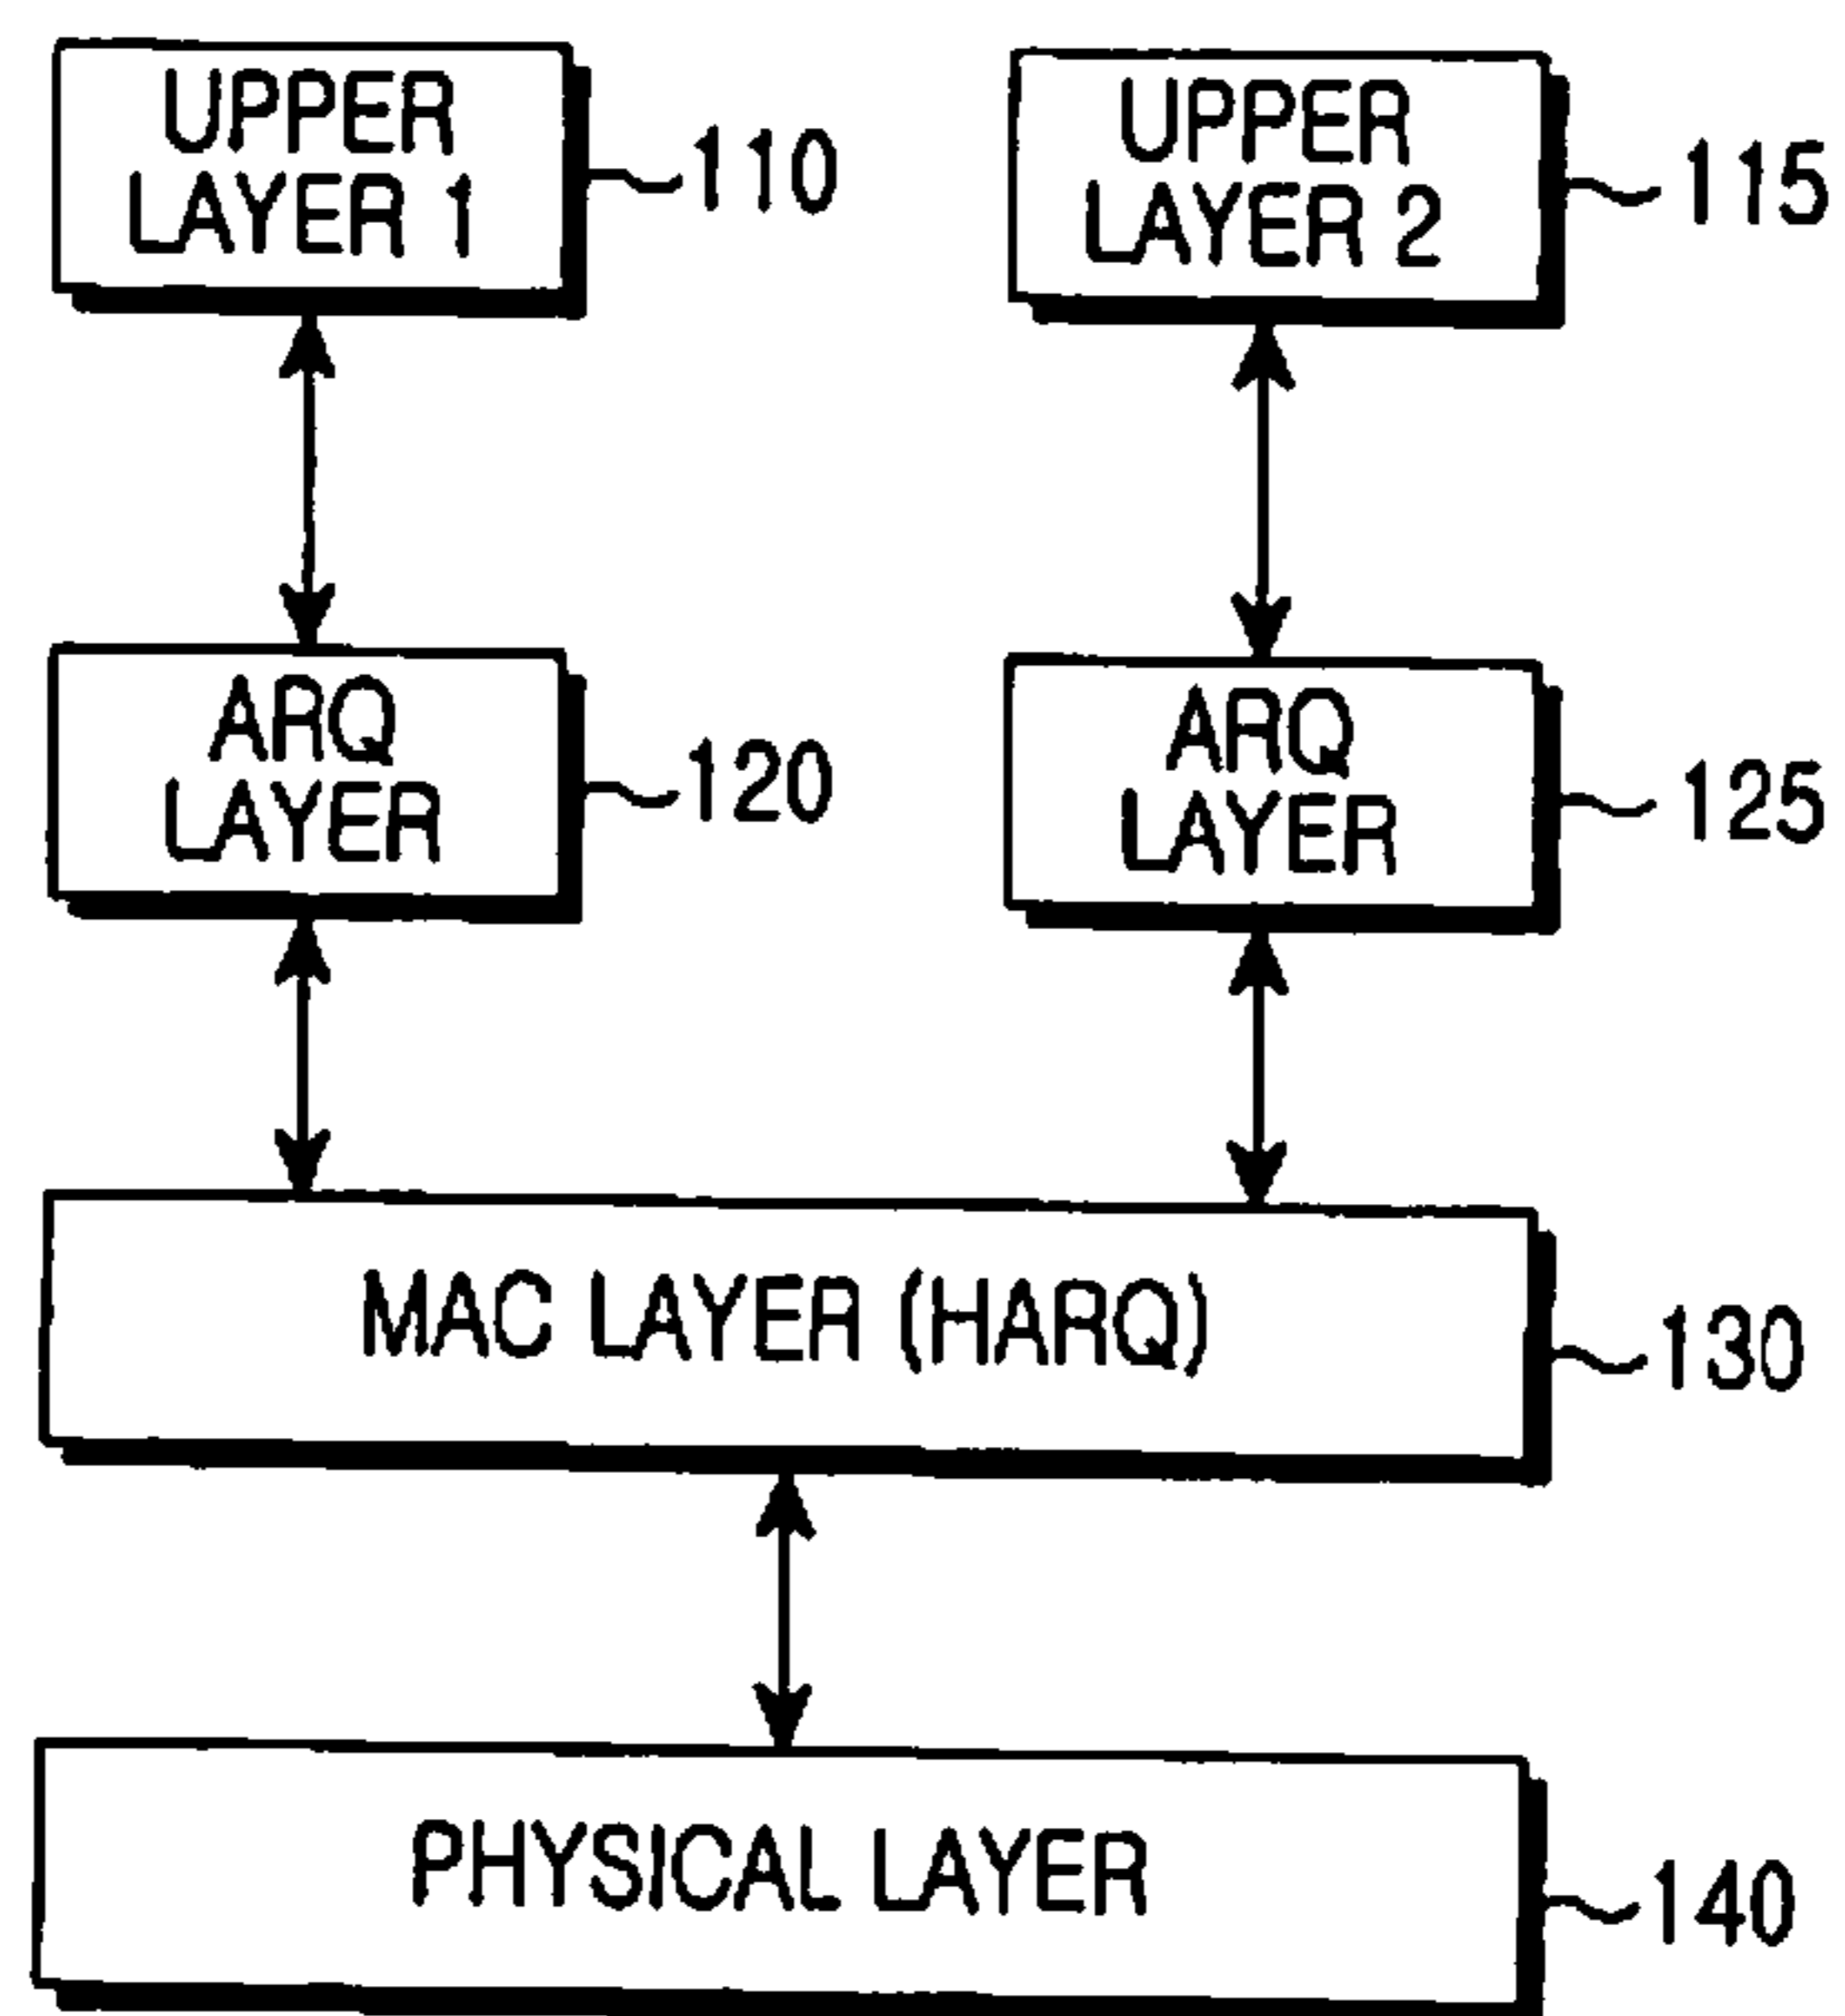 UPPER
LAYER 1
110
UPPER
LAYER 2
115
ARQ
LAYER
120
ARQ
LAYER
125
MAC LAYER (HARQ)
130
PHYSICAL LAYER
140